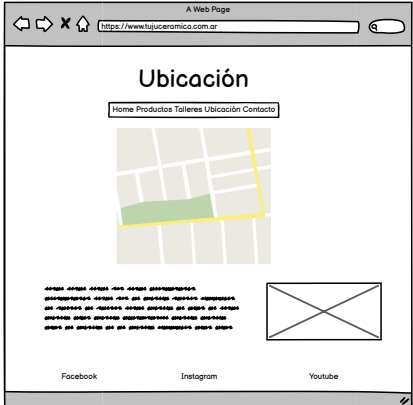 A Web Page
https://www.tujuceramica.com.ar
Ubicación
Home Productos Talleres Ubicación Contacto
Facebook Instagram Youtube